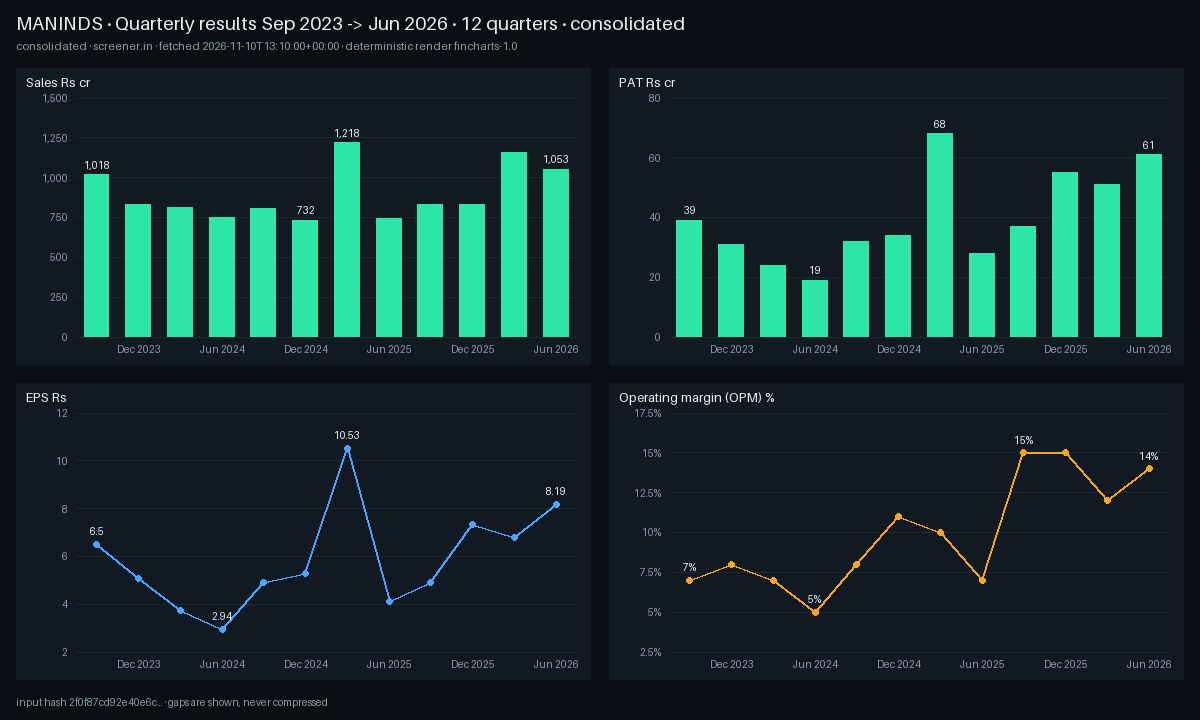 MANINDS · Quarterly results Sep 2023 -> Jun 2026 · 12 quarters · consolidated
consolidated · screener.in · fetched 2026-11-10T13:10:00+00:00 · deterministic render fincharts-1.0
Sales Rs cr
1,500
1,250
1,000
750
500
250
0
1,018
732
1,218
1,053
Dec 2023
Jun 2024
Dec 2024
Jun 2025
Dec 2025
Jun 2026
PAT Rs cr
80
60
40
20
0
39
19
68
61
Dec 2023
Jun 2024
Dec 2024
Jun 2025
Dec 2025
Jun 2026
EPS Rs
12
10
8
6
4
2
6.5
2.94
10.53
8.19
Dec 2023
Jun 2024
Dec 2024
Jun 2025
Dec 2025
Jun 2026
Operating margin (OPM) %
17.5%
15%
12.5%
10%
7.5%
5%
2.5%
7%
5%
15%
14%
Dec 2023
Jun 2024
Dec 2024
Jun 2025
Dec 2025
Jun 2026
input hash 2f0f87cd92e40e6c… · gaps are shown, never compressed